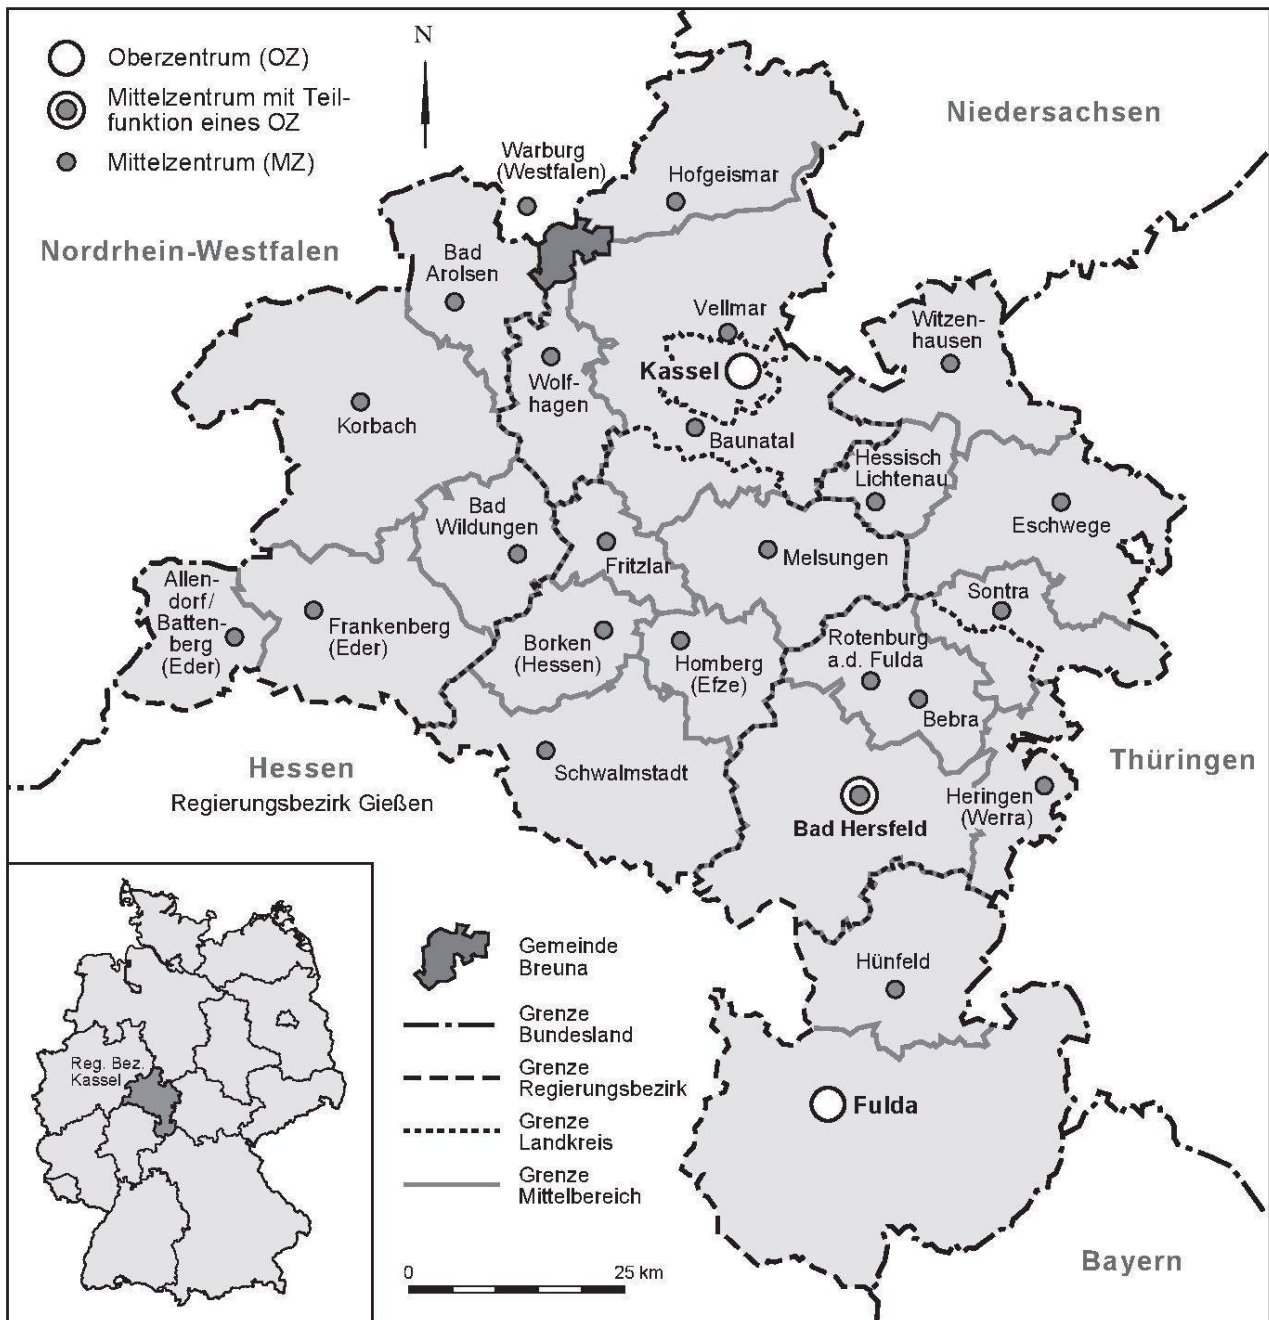 Oberzentrum (OZ)
Mittelzentrum mit Teil-
funktion eines OZ
Mittelzentrum (MZ)
N
Niedersachsen
Warburg
(Westfalen)
Hofgeismar
Nordrhein-Westfalen
Bad
Arolsen
Vellmar
Witzen-
hausen
Kassel
Wolf-
hagen
Korbach
Baunatal
Hessisch
Lichtenau
Bad
Wildungen
Eschwege
Fritzlar
Melsungen
Allen-
dorf/
Batten-
berg
(Eder)
Sontra
Frankenberg
(Eder)
Borken
(Hessen)
Homberg
(Efze)
Rotenburg
a.d. Fulda
Bebra
Hessen
Regierungsbezirk Gießen
Schwalmstadt
Thüringen
Heringen
(Werra)
Bad Hersfeld
Reg. Bez.
Kassel
Gemeinde
Breuna
Hünfeld
Grenze
Bundesland
Grenze
Regierungsbezirk
Fulda
Grenze
Landkreis
Grenze
Mittelbereich
Bayern
0 25 km